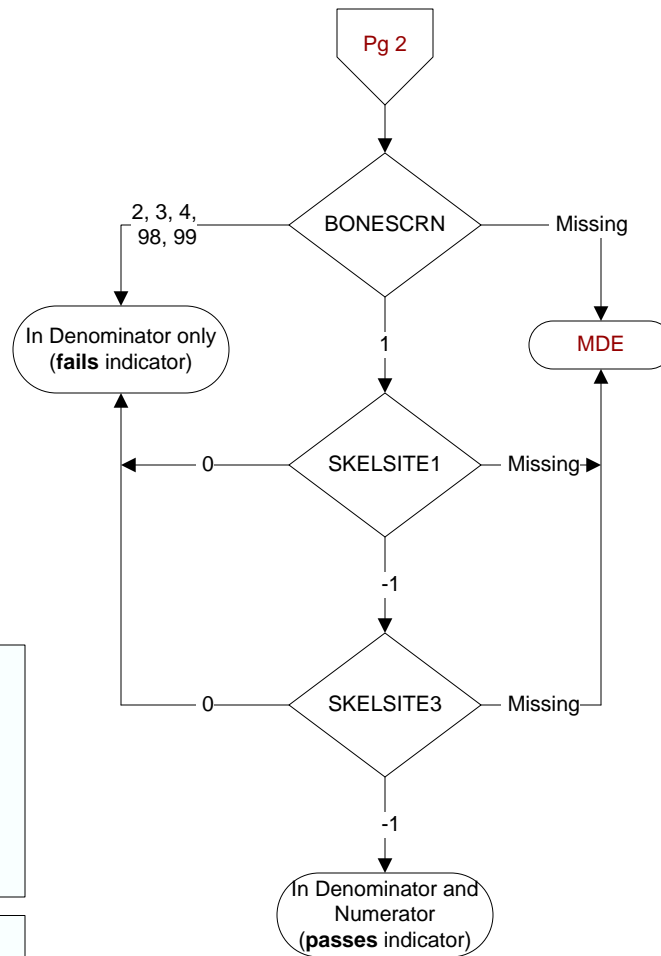 Pg 2
BONESCRN
2, 3, 4,
98, 99
Missing
In Denominator only
(fails indicator)
MDE
1
SKELSITE1
0
Missing
-1
SKELSITE3
0
Missing
-1
In Denominator and
Numerator
(passes indicator)